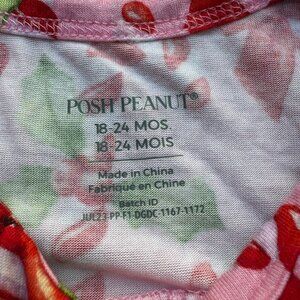 POSH PEANUT®
18-24 MOS.
18-24 MOIS
Made in China
Fabriqué en Chine
Batch ID
JUL23-PP-F1-DGDC-1167-1172